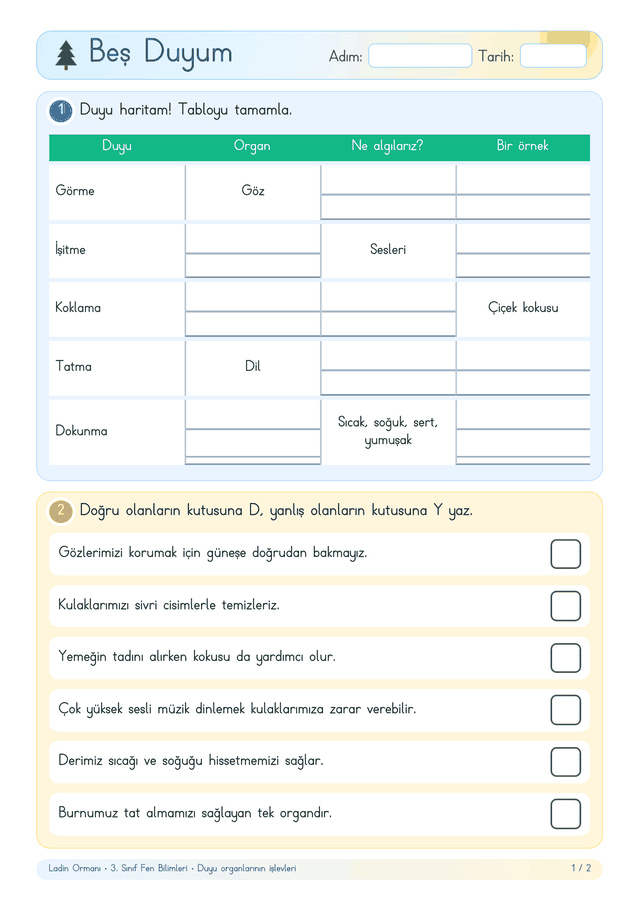 Beş Duyum
Adım:
Tarih:
1 Duyu haritam! Tabloyu tamamla.
Duyu Organ Ne algılarız? Bir örnek
Görme Göz
İşitme Sesleri
Koklama Çiçek kokusu
Tatma Dil
Dokunma Sıcak, soğuk, sert,
yumuşak
2 Doğru olanların kutusuna D, yanlış olanların kutusuna Y yaz.
Gözlerimizi korumak için güneşe doğrudan bakmayız.
Kulaklarımızı sivri cisimlerle temizleriz.
Yemeğin tadını alırken kokusu da yardımcı olur.
Çok yüksek sesli müzik dinlemek kulaklarımıza zarar verebilir.
Derimiz sıcağı ve soğuğu hissetmemizi sağlar.
Burnumuz tat almamızı sağlayan tek organdır.
Ladin Ormanı • 3. Sınıf Fen Bilimleri • Duyu organlarının işlevleri 1 / 2